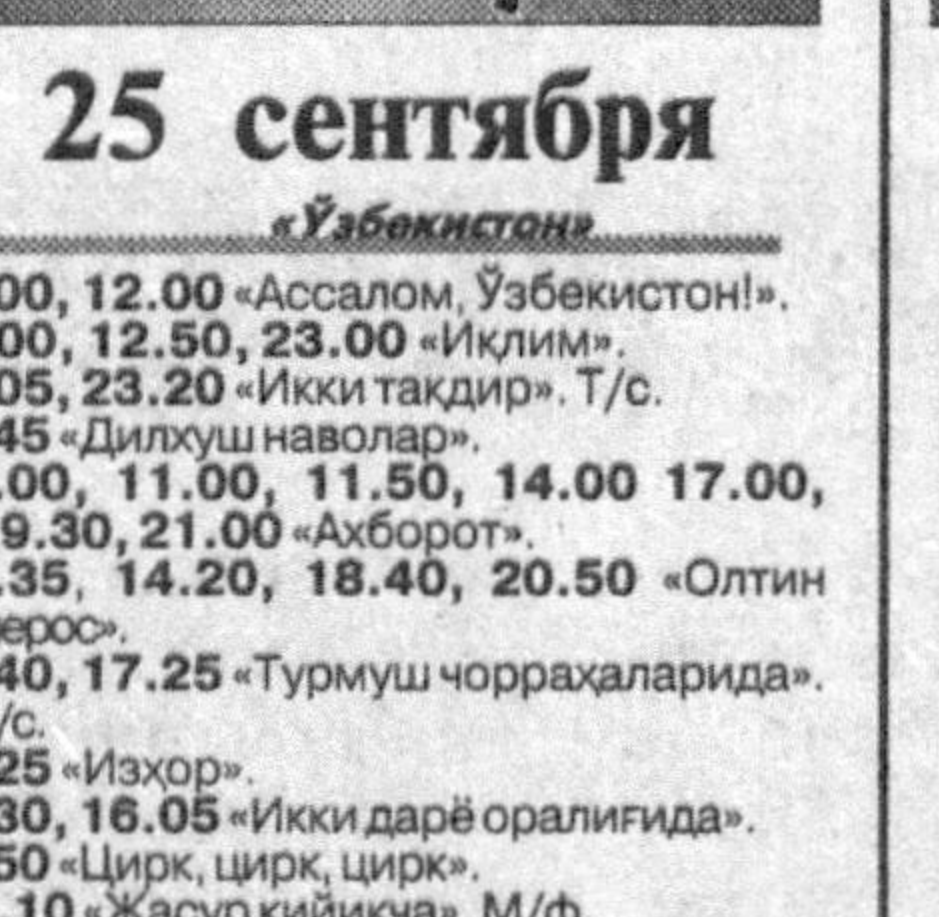 25 сентября
«Ўзбекистон»
00, 12.00 «Ассалом, Ўзбекистон!».
00, 12.50, 23.00 «Иқлим».
05, 23.20 «Икки тақдир». Т/с.
45 «Дилхуш наволар».
.00, 11.00, 11.50, 14.00 17.00,
9.30, 21.00 «Ахборот».
.35, 14.20, 18.40, 20.50 «Олтин
ерос».
40, 17.25 «Турмуш чорраҳаларида».
/с.
25 «Изҳор».
30, 16.05 «Икки дарё оралиғида».
50 «Цирк, цирк, цирк».
10 «Жасур кийикча». М/ф.